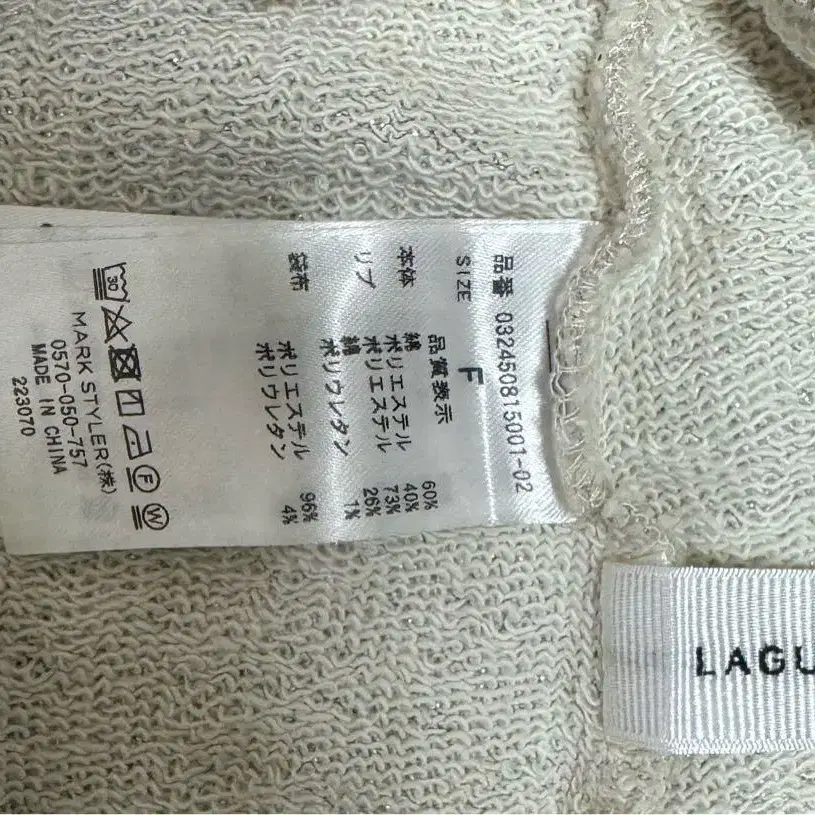 品番 032450815001-02
SIZE F
品質表示
本体 綿 60%
ポリエステル 40%
リブ ポリエステル 73%
綿 26%
ポリウレタン 1%
袋布 ポリエステル 96%
ポリウレタン 4%
30 F W
MARK STYLER(株)
0570-050-757
MADE IN CHINA
223070
LAGU